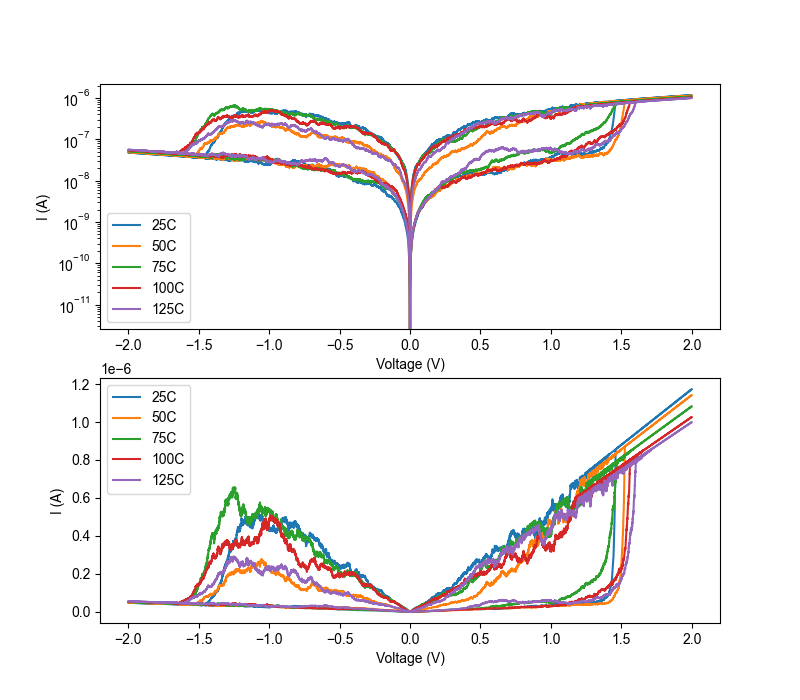 10⁻⁶
10⁻⁷
10⁻⁸
10⁻⁹
10⁻¹⁰
10⁻¹¹
I (A)
25C
50C
75C
100C
125C
−2.0 −1.5 −1.0 −0.5 0.0 0.5 1.0 1.5 2.0
Voltage (V)
1e−6
1.2
1.0
0.8
0.6
0.4
0.2
0.0
I (A)
25C
50C
75C
100C
125C
−2.0 −1.5 −1.0 −0.5 0.0 0.5 1.0 1.5 2.0
Voltage (V)